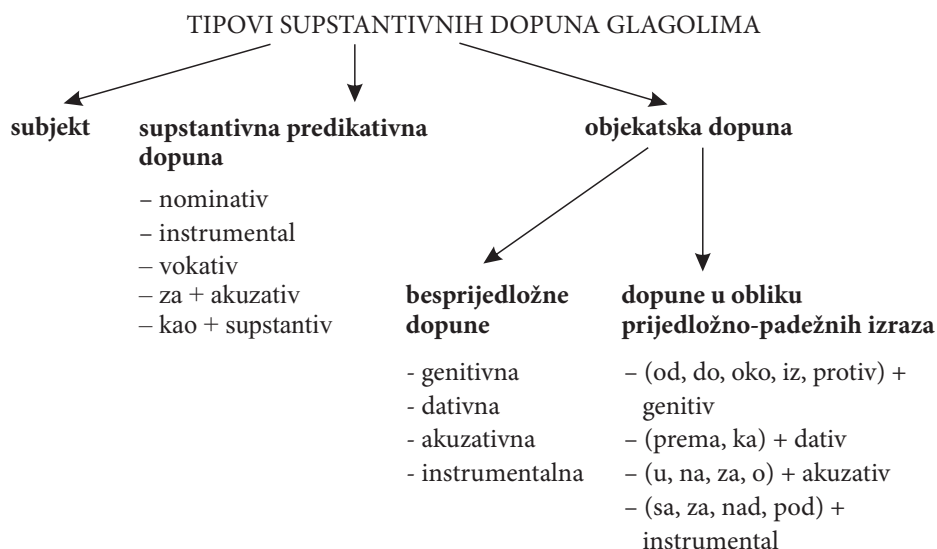 TIPOVI SUPSTANTIVNIH DOPUNA GLAGOLIMA
subjekt
supstantivna predikativna
dopuna
– nominativ
– instrumental
– vokativ
– za + akuzativ
– kao + supstantiv
objekatska dopuna
besprijedložne
dopune
- genitivna
- dativna
- akuzativna
- instrumentalna
dopune u obliku
prijedložno-padežnih izraza
– (od, do, oko, iz, protiv) +
genitiv
– (prema, ka) + dativ
– (u, na, za, o) + akuzativ
– (sa, za, nad, pod) +
instrumental